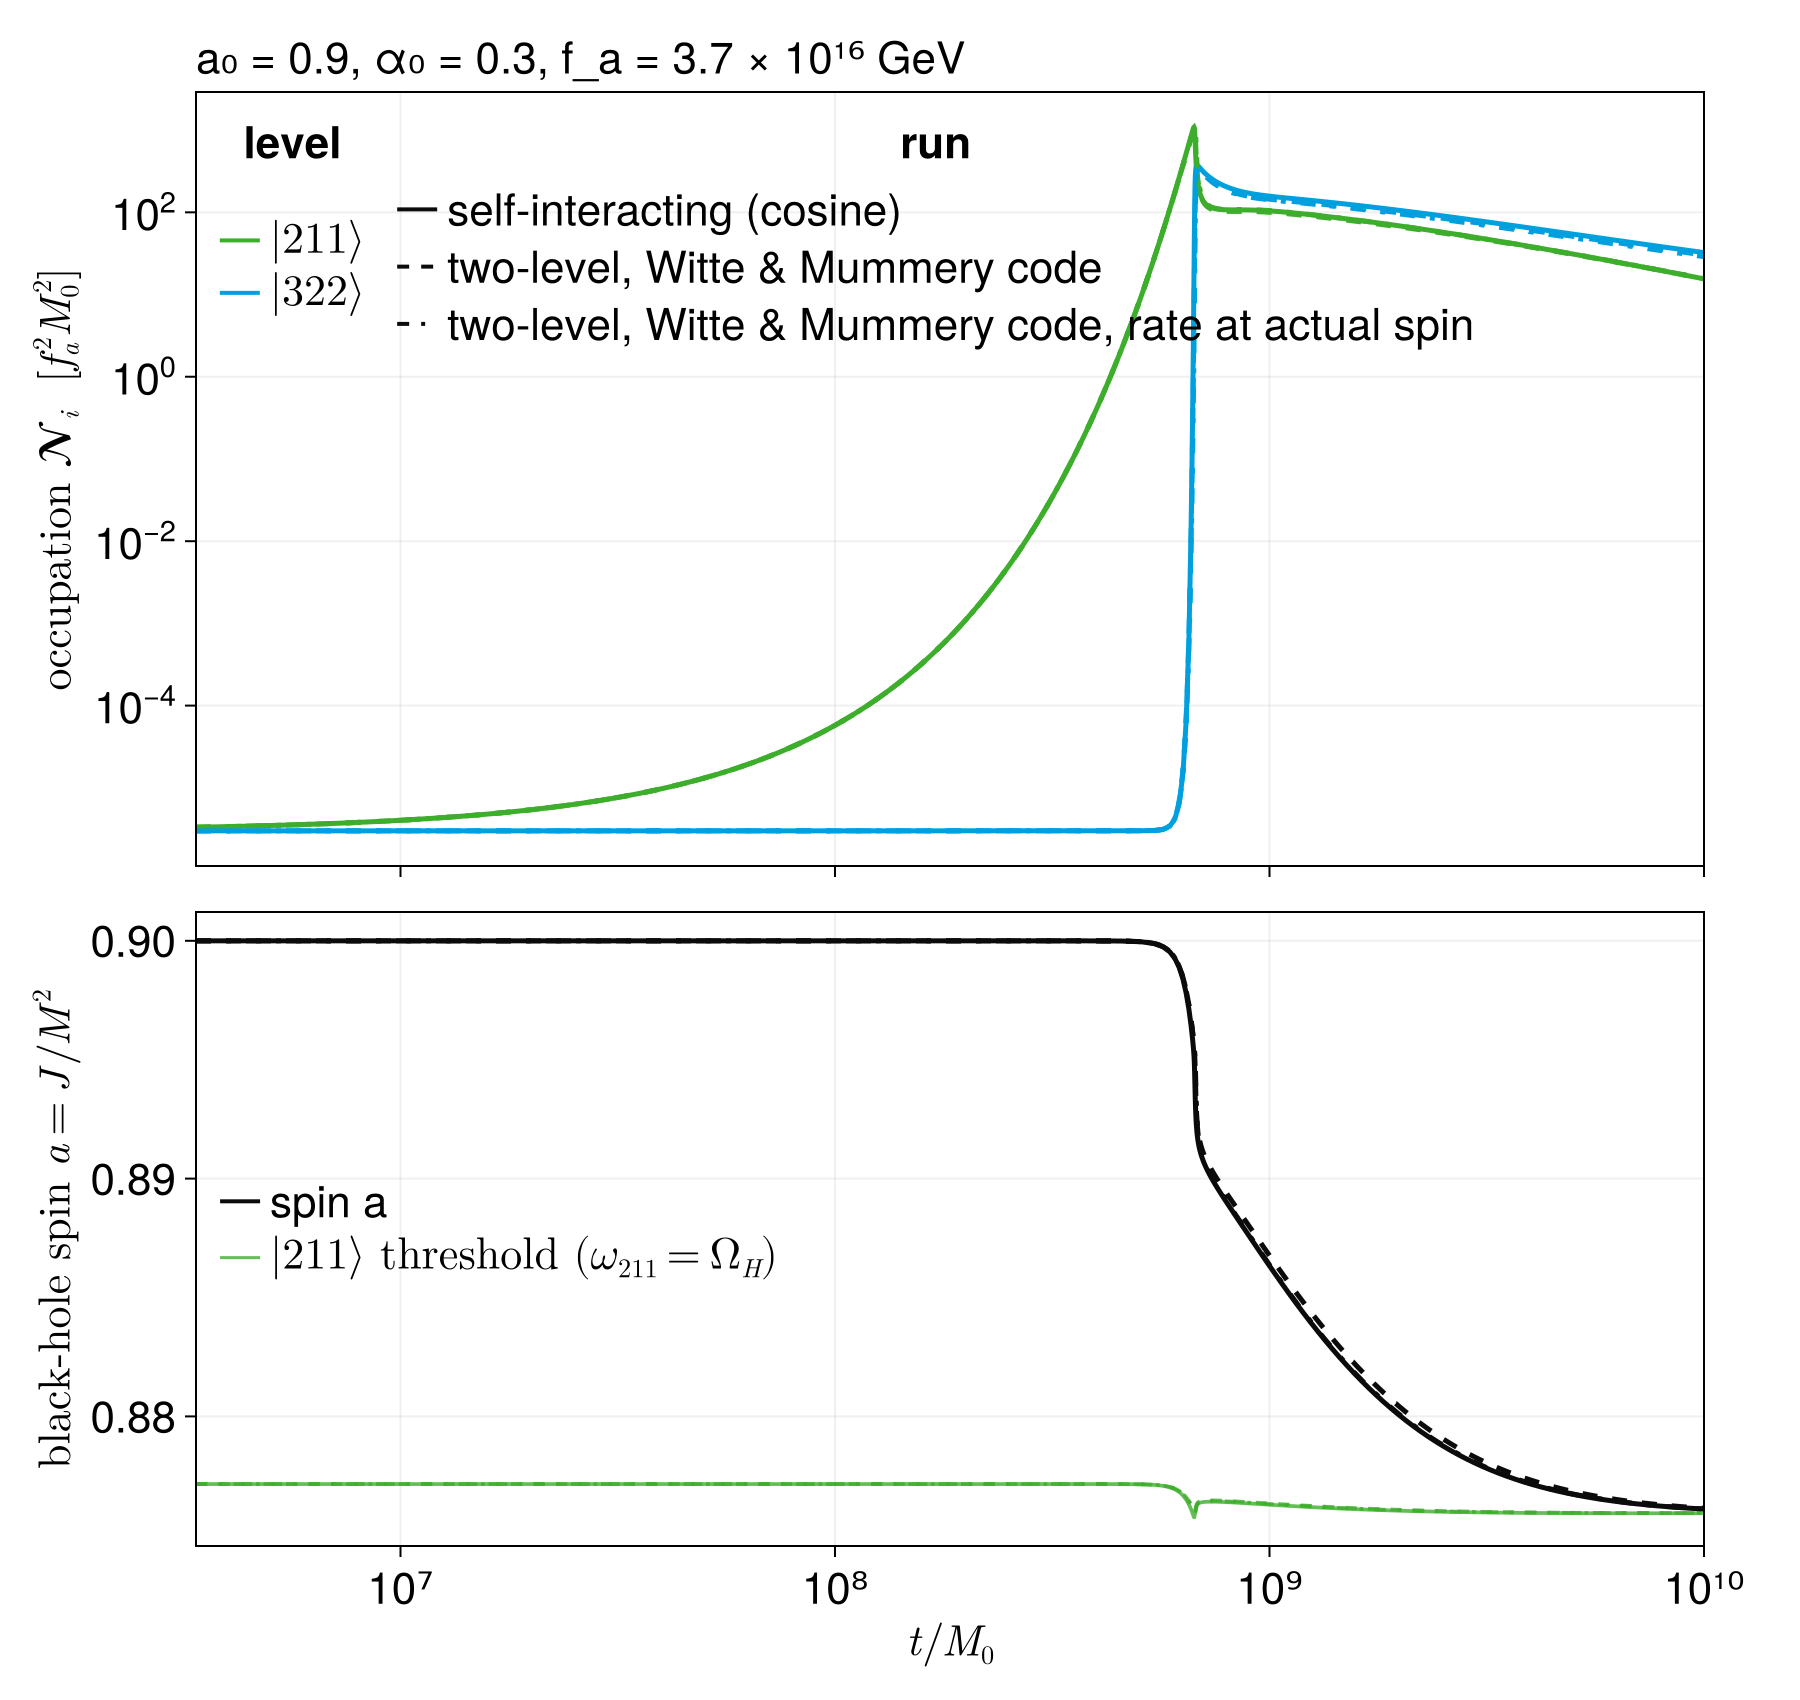 a₀ = 0.9, α₀ = 0.3, f_a = 3.7 × 10¹⁶ GeV
level
run
|211⟩
|322⟩
self-interacting (cosine)
two-level, Witte & Mummery code
two-level, Witte & Mummery code, rate at actual spin
occupation 𝓝ᵢ [f_a²M₀²]
10²
10⁰
10⁻²
10⁻⁴
black-hole spin a = J/M²
0.90
0.89
0.88
spin a
|211⟩ threshold (ω₂₁₁ = Ω_H)
10⁷
10⁸
10⁹
10¹⁰
t/M₀